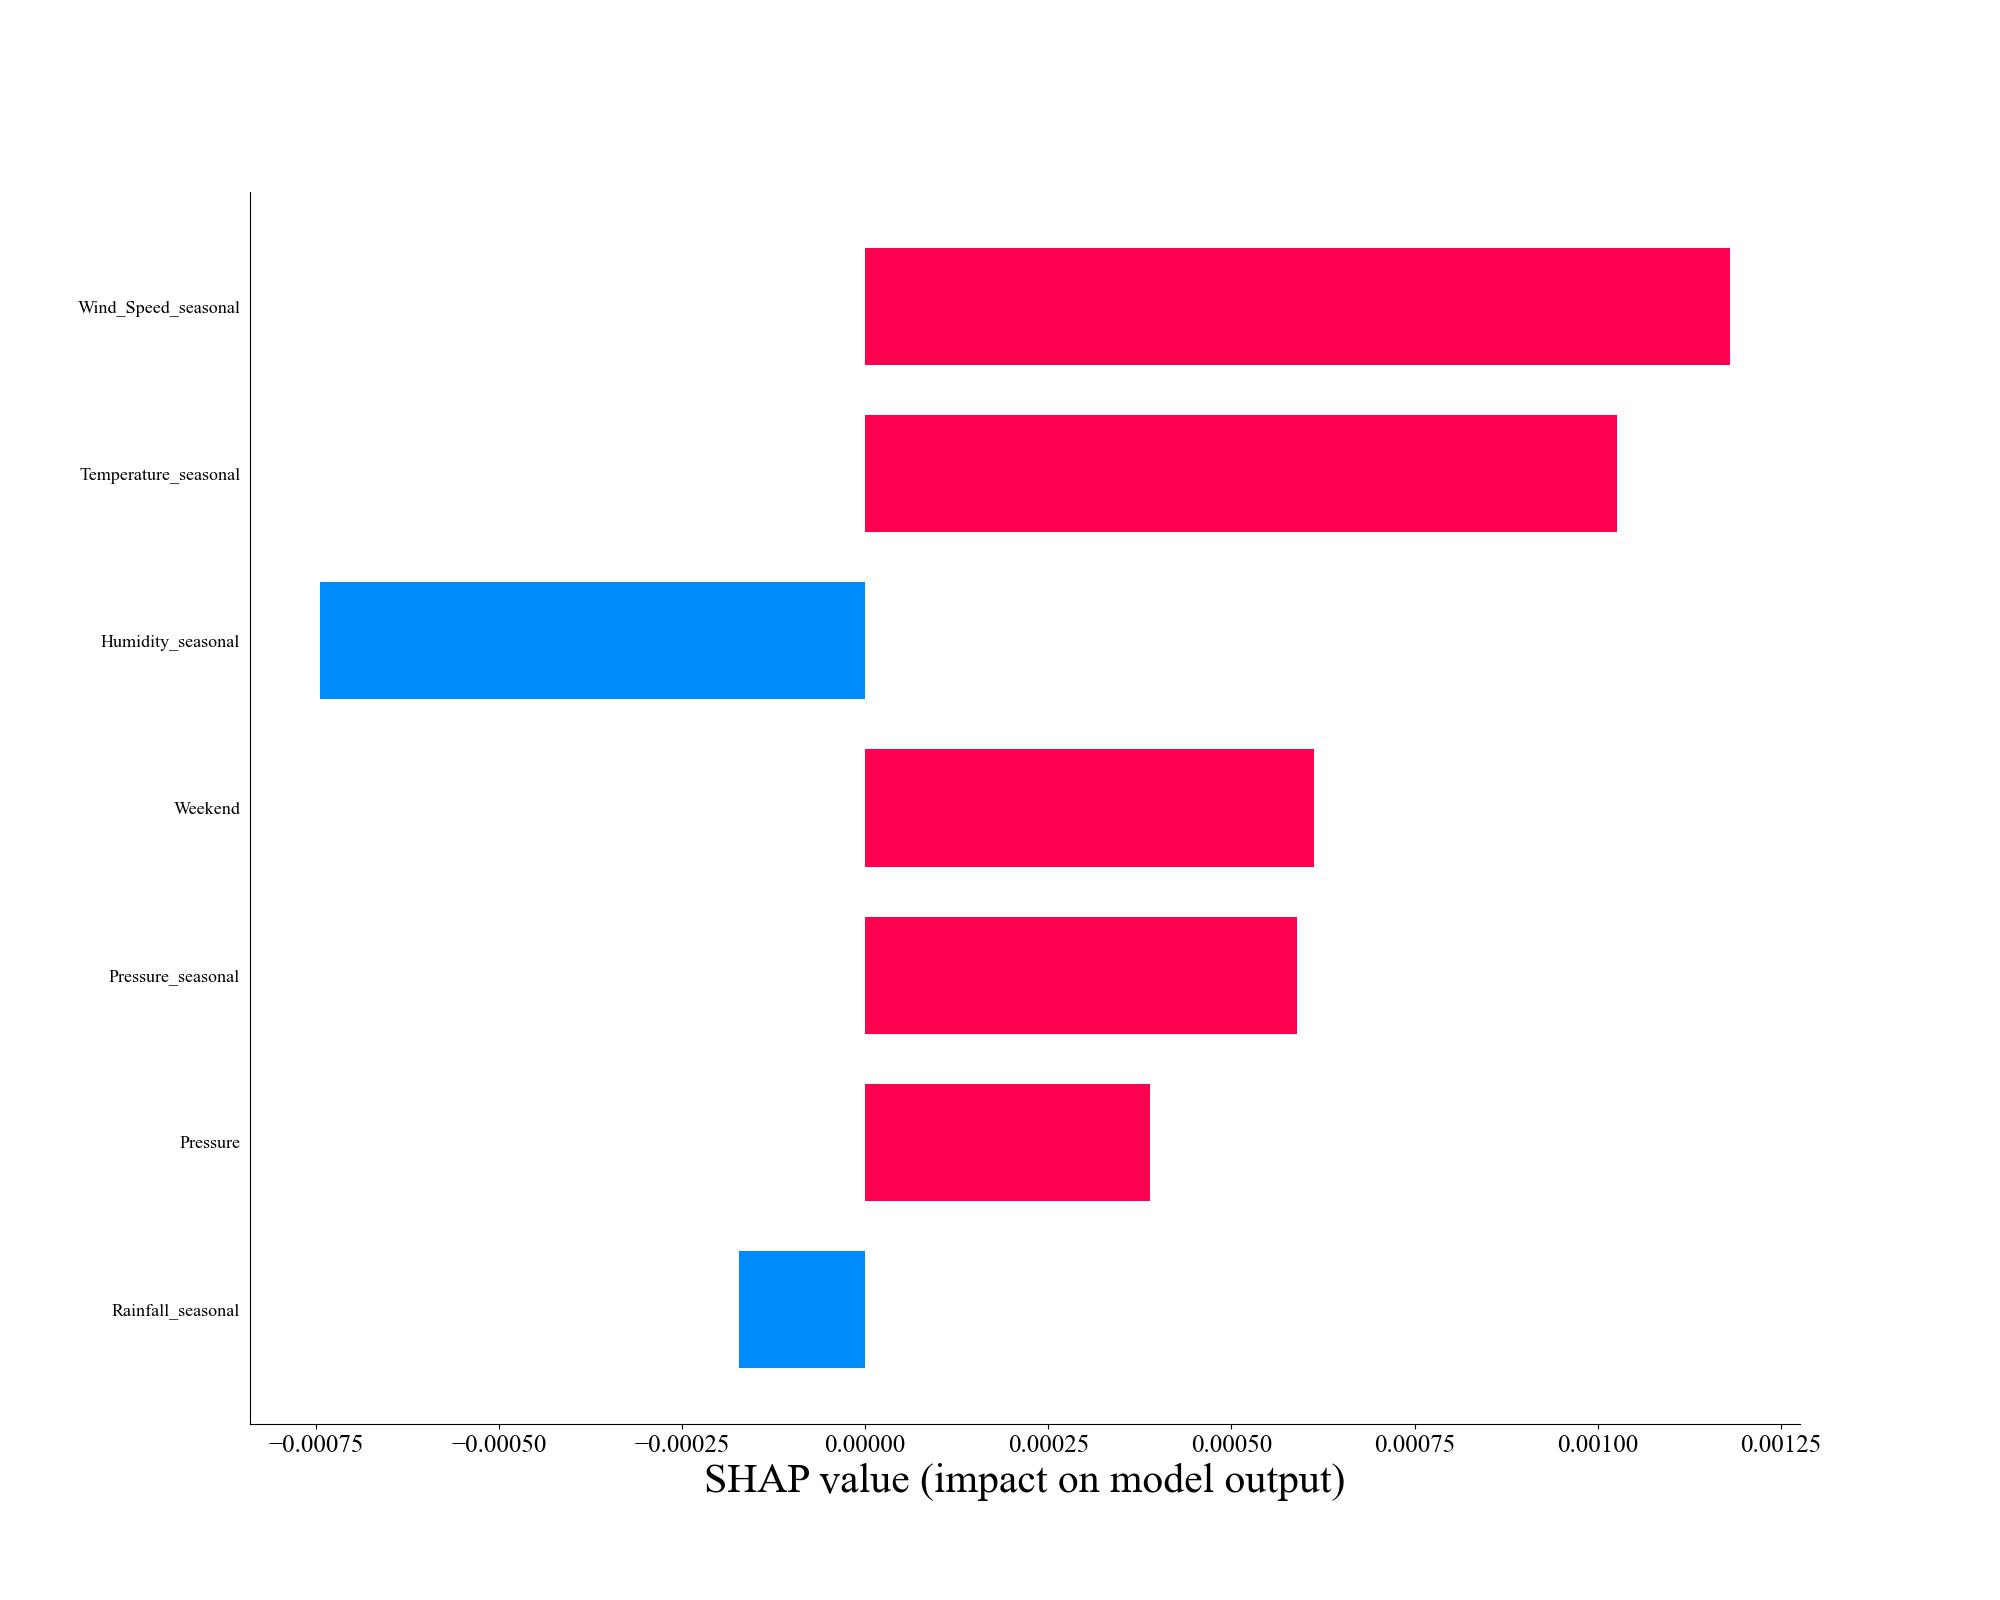 Wind_Speed_seasonal
Temperature_seasonal
Humidity_seasonal
Weekend
Pressure_seasonal
Pressure
Rainfall_seasonal
−0.00075 −0.00050 −0.00025 0.00000 0.00025 0.00050 0.00075 0.00100 0.00125
SHAP value (impact on model output)